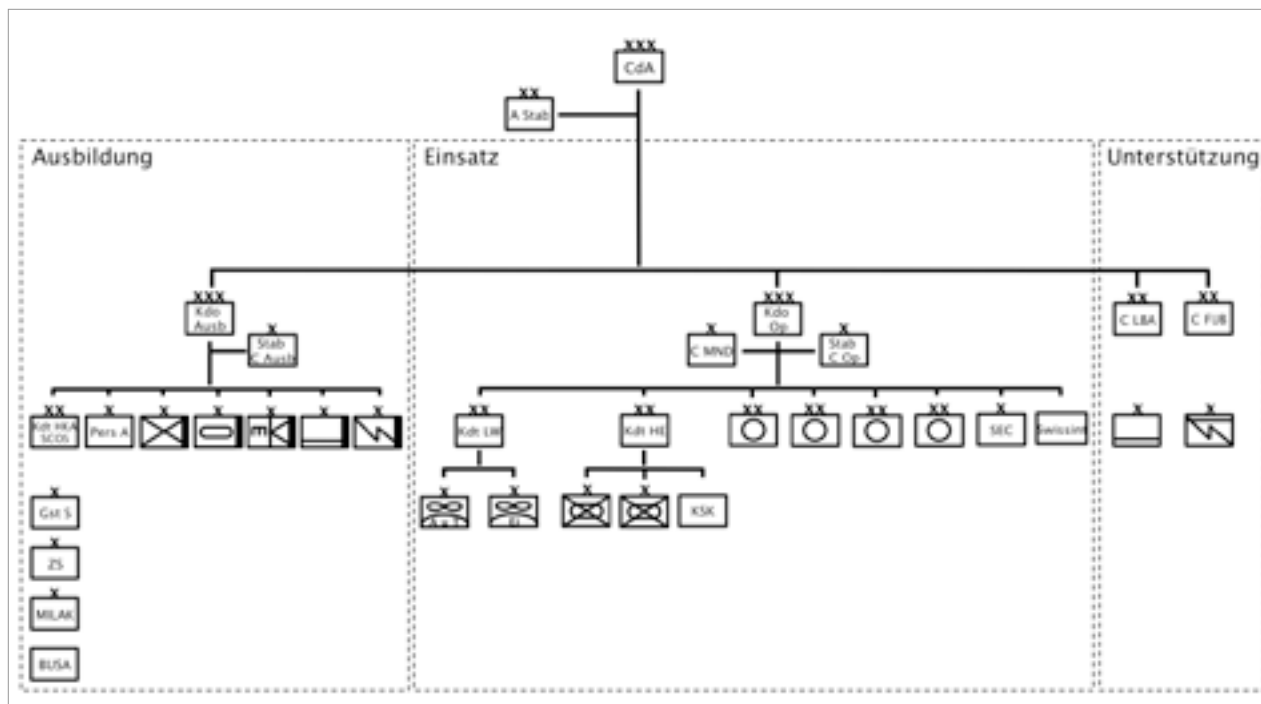 XXX
CdA
XX
A Stab
Ausbildung
Einsatz
Unterstützung
XXX
Kdo
Ausb
X
Stab
C Ausb
XXX
Kdo
Op
X
C MND
X
Stab
C Op
XX
C LBA
XX
C FUB
XX
Kdt HKA
SCOS
X
Pers A
X
X
X
X
X
XX
Kdt LW
XX
Kdt HE
XX
XX
XX
XX
X
SEC
Swissint
X
X
X
X
X
X
KSK
X
Gst S
X
ZS
X
MILAK
BUSA